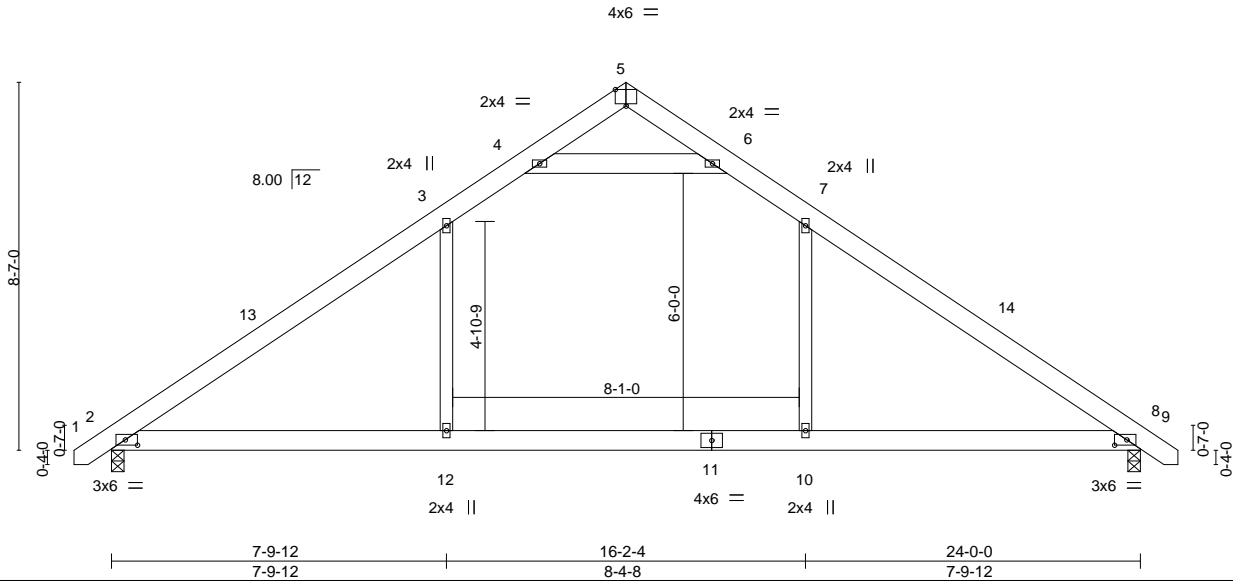 4x6 =
5
2x4 =
2x4 =
4
6
2x4 ||
2x4 ||
8.00 12
3
7
8-7-0
13
14
4-10-9
6-0-0
8-1-0
1 2
8 9
0-4-0
0-7-0
0-7-0
0-4-0
3x6 =
12
11
10
3x6 =
2x4 ||
4x6 =
2x4 ||
7-9-12
16-2-4
24-0-0
7-9-12
8-4-8
7-9-12